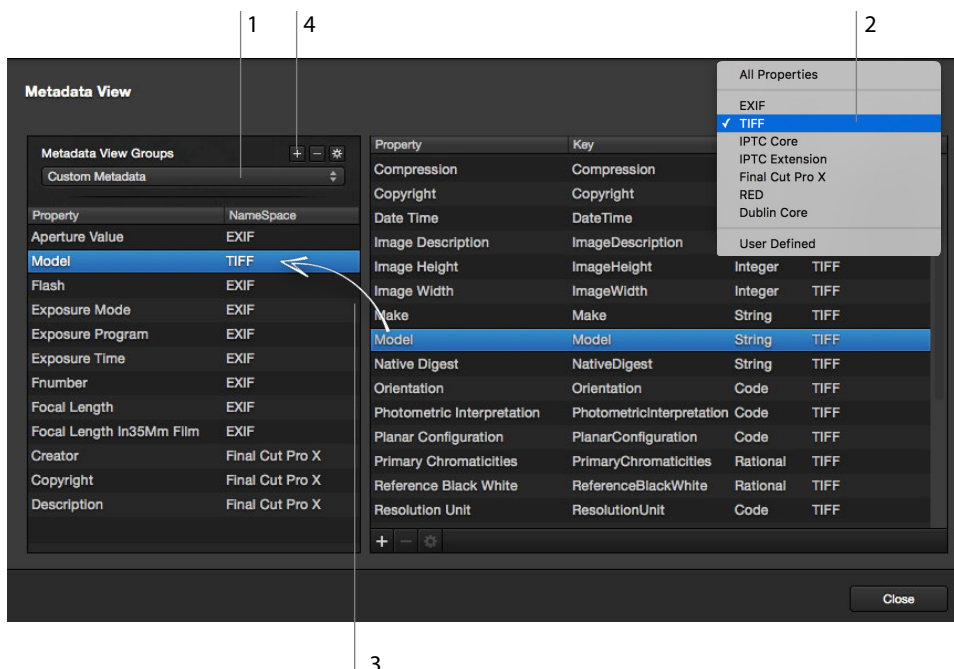 1 4 2
Metadata View
All Properties
EXIF
✓ TIFF
IPTC Core
IPTC Extension
Final Cut Pro X
RED
Dublin Core
User Defined
Metadata View Groups + −
Custom Metadata
Property NameSpace
Aperture Value EXIF
Model TIFF
Flash EXIF
Exposure Mode EXIF
Exposure Program EXIF
Exposure Time EXIF
Fnumber EXIF
Focal Length EXIF
Focal Length In35Mm Film EXIF
Creator Final Cut Pro X
Copyright Final Cut Pro X
Description Final Cut Pro X
Property Key
Compression Compression
Copyright Copyright
Date Time DateTime
Image Description ImageDescription
Image Height ImageHeight Integer TIFF
Image Width ImageWidth Integer TIFF
Make Make String TIFF
Model Model String TIFF
Native Digest NativeDigest String TIFF
Orientation Orientation Code TIFF
Photometric Interpretation PhotometricInterpretation Code TIFF
Planar Configuration PlanarConfiguration Code TIFF
Primary Chromaticities PrimaryChromaticities Rational TIFF
Reference Black White ReferenceBlackWhite Rational TIFF
Resolution Unit ResolutionUnit Code TIFF
+ −
Close
3